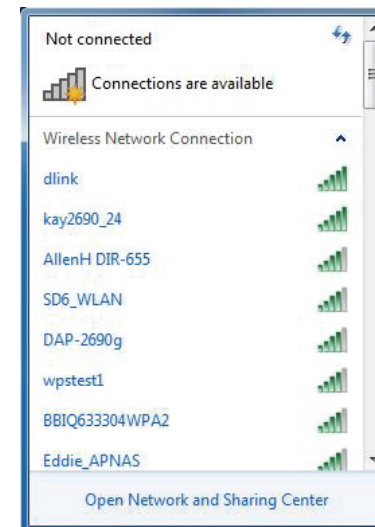 Not connected
Connections are available
Wireless Network Connection
dlink
kay2690_24
AllenH DIR-655
SD6_WLAN
DAP-2690g
wpstest1
BBIQ633304WPA2
Eddie_APNAS
Open Network and Sharing Center